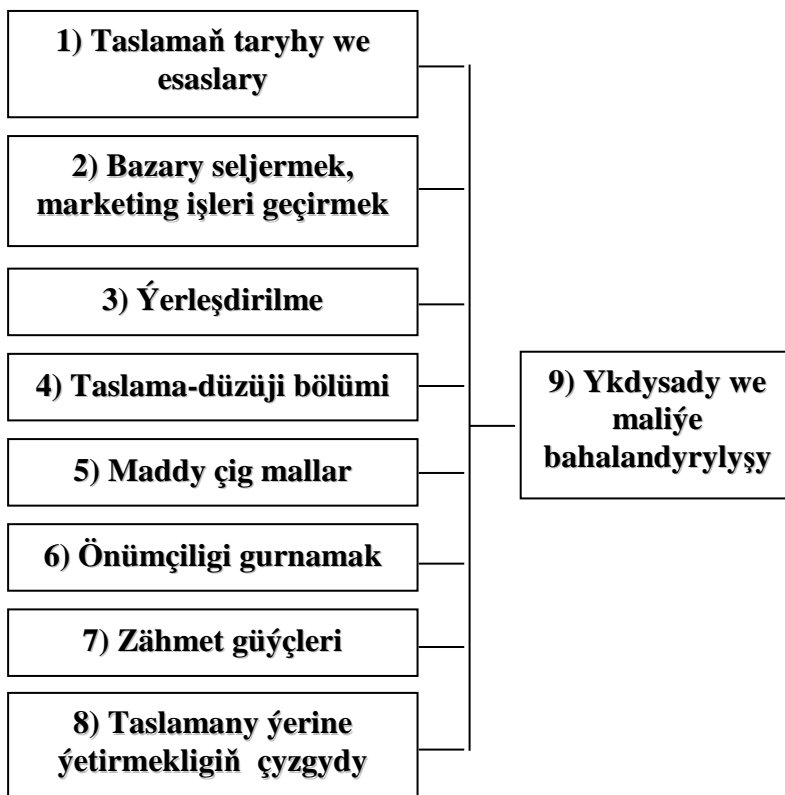 1) Taslamaň taryhy we
esaslary
2) Bazary seljermek,
marketing işleri geçirmek
3) Ýerleşdirilme
4) Taslama-düzüji bölümi
5) Maddy çig mallar
6) Önümçiligi gurnamak
7) Zähmet güýçleri
8) Taslamany ýerine
ýetirmekligiň çyzgydy
9) Ykdysady we
maliýe
bahalandyrylyşy